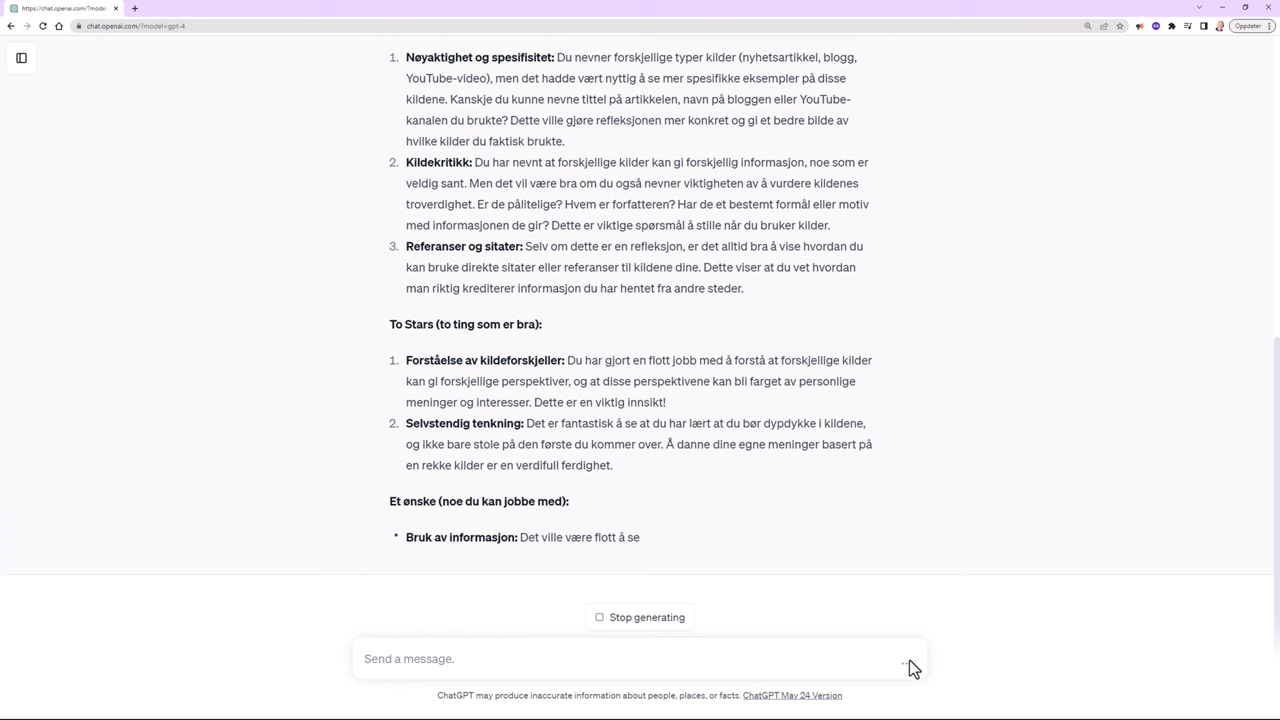 https://chat.openai.com/?model=
chat.openai.com/?model=gpt-4
Oppdater
1. Nøyaktighet og spesifisitet: Du nevner forskjellige typer kilder (nyhetsartikkel, blogg,
YouTube-video), men det hadde vært nyttig å se mer spesifikke eksempler på disse
kildene. Kanskje du kunne nevne tittel på artikkelen, navn på bloggen eller YouTube-
kanalen du brukte? Dette ville gjøre refleksjonen mer konkret og gi et bedre bilde av
hvilke kilder du faktisk brukte.
2. Kildekritikk: Du har nevnt at forskjellige kilder kan gi forskjellig informasjon, noe som er
veldig sant. Men det vil være bra om du også nevner viktigheten av å vurdere kildenes
troverdighet. Er de pålitelige? Hvem er forfatteren? Har de et bestemt formål eller motiv
med informasjonen de gir? Dette er viktige spørsmål å stille når du bruker kilder.
3. Referanser og sitater: Selv om dette er en refleksjon, er det alltid bra å vise hvordan du
kan bruke direkte sitater eller referanser til kildene dine. Dette viser at du vet hvordan
man riktig krediterer informasjon du har hentet fra andre steder.
To Stars (to ting som er bra):
1. Forståelse av kildeforskjeller: Du har gjort en flott jobb med å forstå at forskjellige kilder
kan gi forskjellige perspektiver, og at disse perspektivene kan bli farget av personlige
meninger og interesser. Dette er en viktig innsikt!
2. Selvstendig tenkning: Det er fantastisk å se at du har lært at du bør dypdykke i kildene,
og ikke bare stole på den første du kommer over. Å danne dine egne meninger basert på
en rekke kilder er en verdifull ferdighet.
Et ønske (noe du kan jobbe med):
• Bruk av informasjon: Det ville være flott å se
Stop generating
Send a message.
ChatGPT may produce inaccurate information about people, places, or facts. ChatGPT May 24 Version